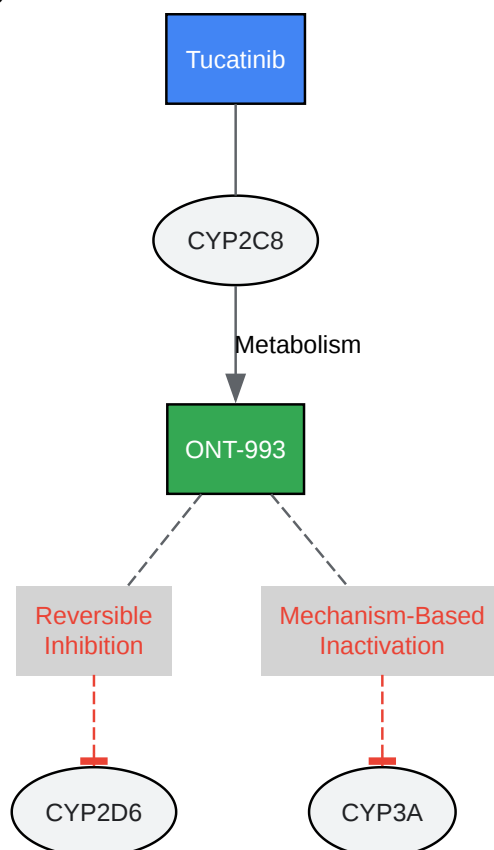 Tucatinib
CYP2C8
Metabolism
ONT-993
Reversible
Inhibition
Mechanism-Based
Inactivation
CYP2D6
CYP3A